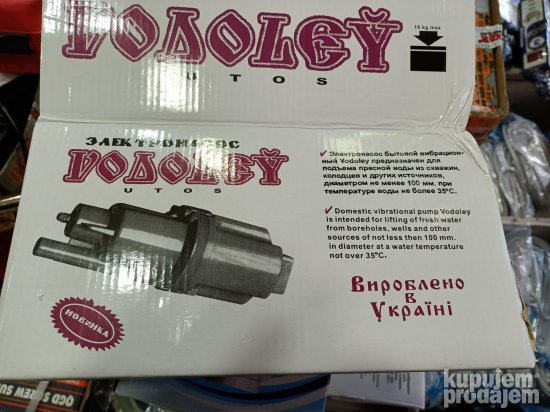 VODOLEY
UTOS
16 kg max
ЭЛЕКТРОНАСОС
VODOLEY
UTOS
✓ Электронасос бытовой вибрацион-
ный Vodoley предназначен для
подъема пресной воды из скважин,
колодцев и других источников,
диаметром не менее 100 мм, при
температуре воды не более 35°C.
✓ Domestic vibrational pump Vodoley
is intended for lifting of fresh water
from boreholes, wells and other
sources of not less then 100 mm.
in diameter at a water temperature
not over 35°C.
Вироблено
в
Україні
НОВИНКА
kupujem
prodajem